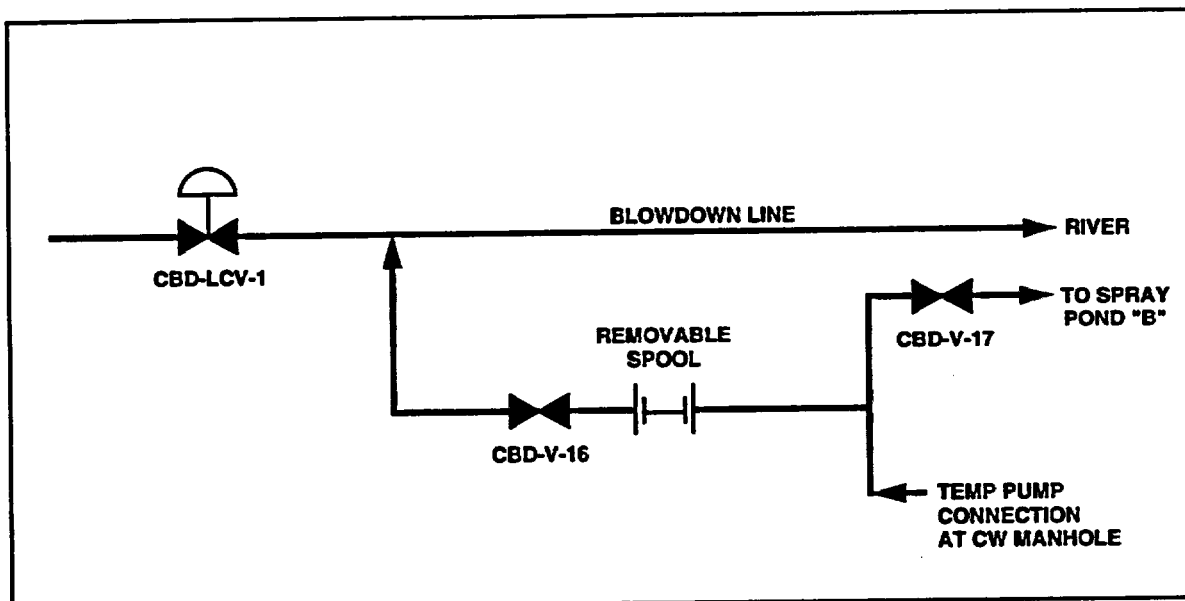 BLOWDOWN LINE
RIVER
CBD-LCV-1
TO SPRAY
POND "B"
REMOVABLE
SPOOL
CBD-V-17
CBD-V-16
TEMP PUMP
CONNECTION
AT CW MANHOLE